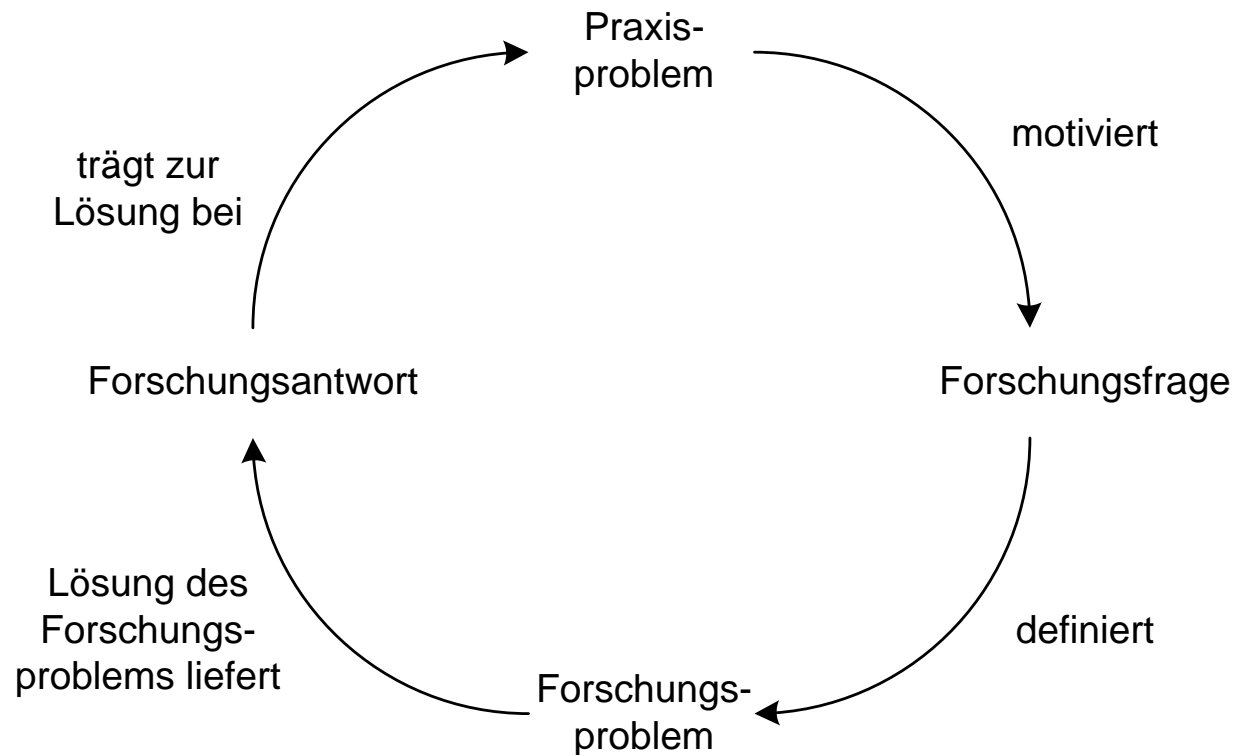 Praxis-
problem
motiviert
trägt zur
Lösung bei
Forschungsantwort
Forschungsfrage
Lösung des
Forschungs-
problems liefert
definiert
Forschungs-
problem